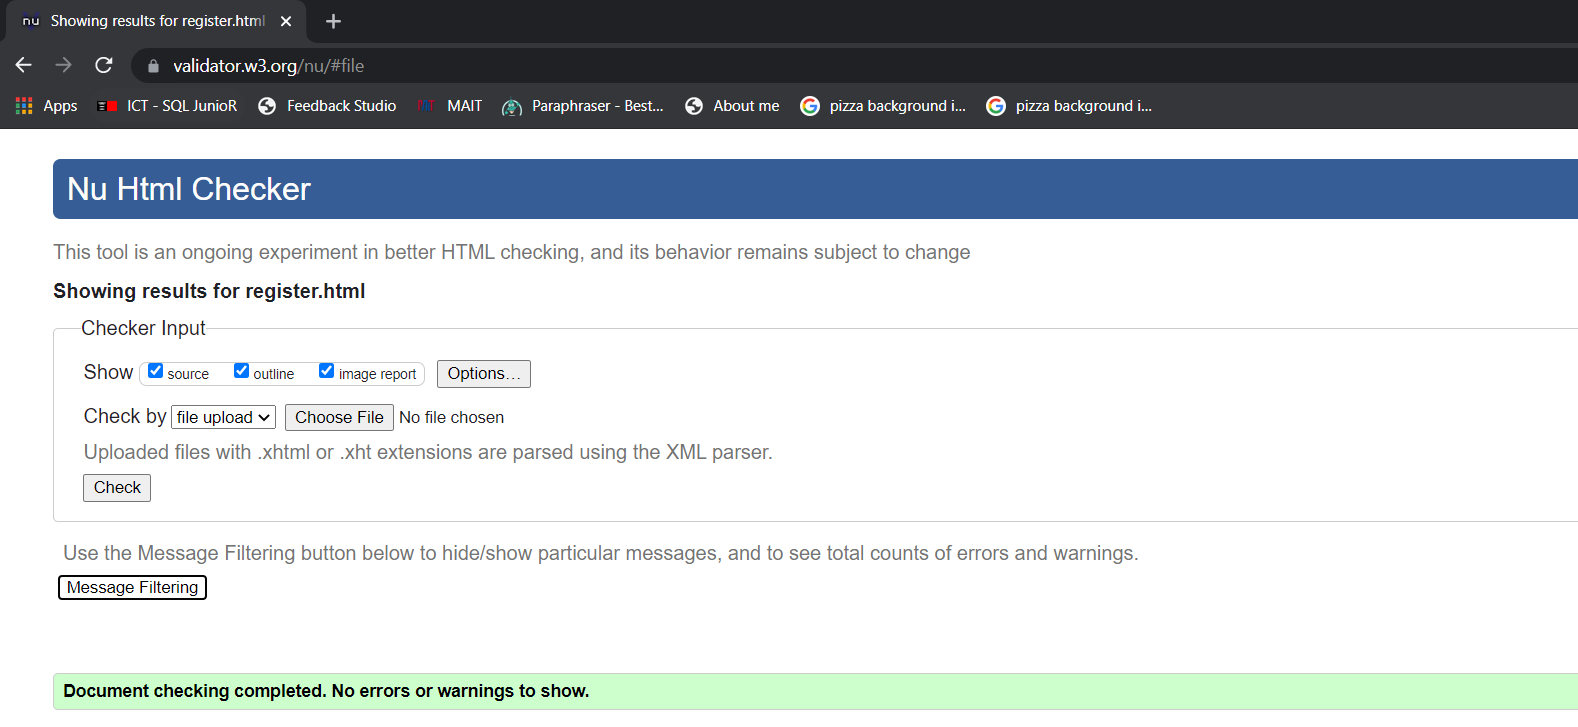 nu Showing results for register.html
validator.w3.org/nu/#file
Apps ICT - SQL JunioR Feedback Studio MIT MAIT Paraphraser - Best... About me pizza background i... pizza background i...
Nu Html Checker
This tool is an ongoing experiment in better HTML checking, and its behavior remains subject to change
Showing results for register.html
Checker Input
Show source outline image report Options...
Check by file upload Choose File No file chosen
Uploaded files with .xhtml or .xht extensions are parsed using the XML parser.
Check
Use the Message Filtering button below to hide/show particular messages, and to see total counts of errors and warnings.
Message Filtering
Document checking completed. No errors or warnings to show.